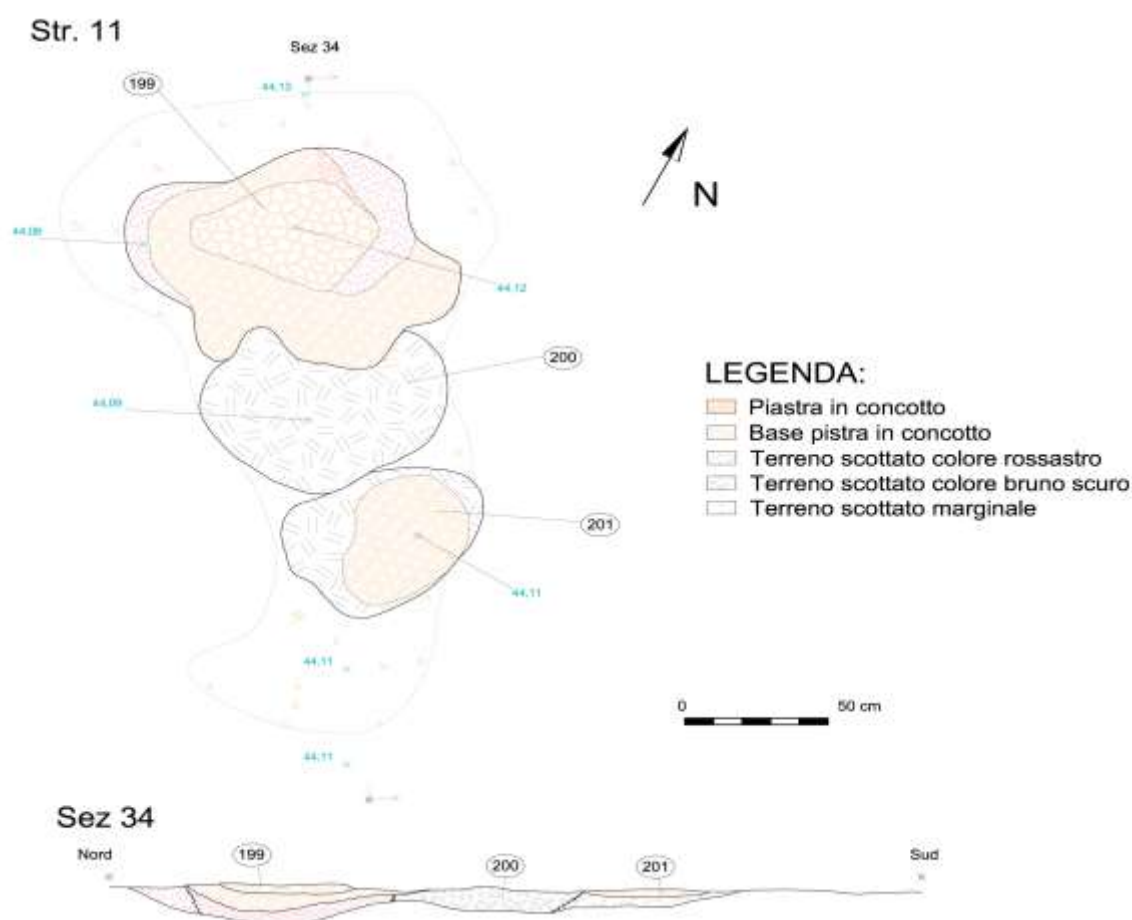 Str. 11
Sez 34
199
44.13
N
44.09
44.12
200
44.09
LEGENDA:
Piastra in concotto
Base pistra in concotto
Terreno scottato colore rossastro
Terreno scottato colore bruno scuro
Terreno scottato marginale
201
44.11
44.11
0 50 cm
44.11
Sez 34
Nord
199
200
201
Sud